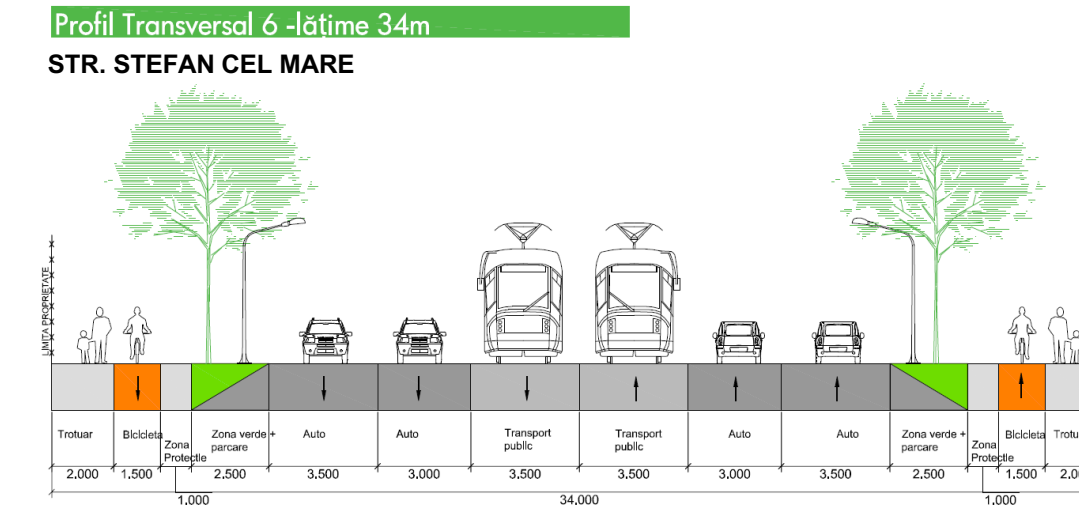 Profil Transversal 6 -lățime 34m
STR. STEFAN CEL MARE
LIMITA PROPRIETATE
Trotuar
Bicicleta
Zona
Protectie
Zona verde +
parcare
Auto
Auto
Transport
public
Transport
public
Auto
Auto
Zona verde +
parcare
Zona
Protectie
Bicicleta
Trotu
2.000
1.500
2.500
3.500
3.000
3.500
3.500
3.000
3.500
2.500
1.500
2.0
1.000
34.000
1.000